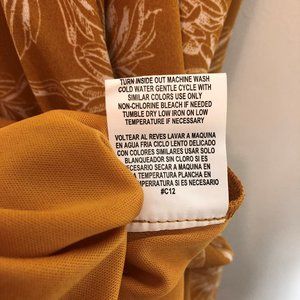 TURN INSIDE OUT MACHINE WASH
COLD WATER GENTLE CYCLE WITH
SIMILAR COLORS USE ONLY
NON-CHLORINE BLEACH IF NEEDED
TUMBLE DRY LOW IRON ON LOW
TEMPERATURE IF NECESSARY
VOLTEAR AL REVES LAVAR A MAQUINA
EN AGUA FRIA CICLO LENTO DELICADO
CON COLORES SIMILARES USAR SOLO
BLANQUEADOR SIN CLORO SI ES
SECAR A MAQUINA EN
TEMPERATURA PLANCHA EN
TEMPERATURA SI ES NECESARIO
#C12